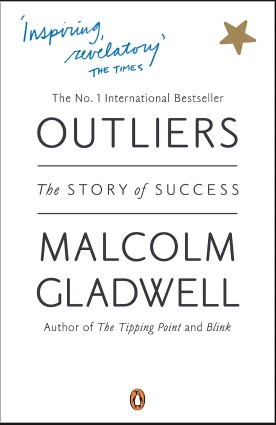 'Inspiring,
revelatory'
THE TIMES
The No. 1 International Bestseller
OUTLIERS
The STORY of SUCCESS
MALCOLM
GLADWELL
Author of The Tipping Point and Blink